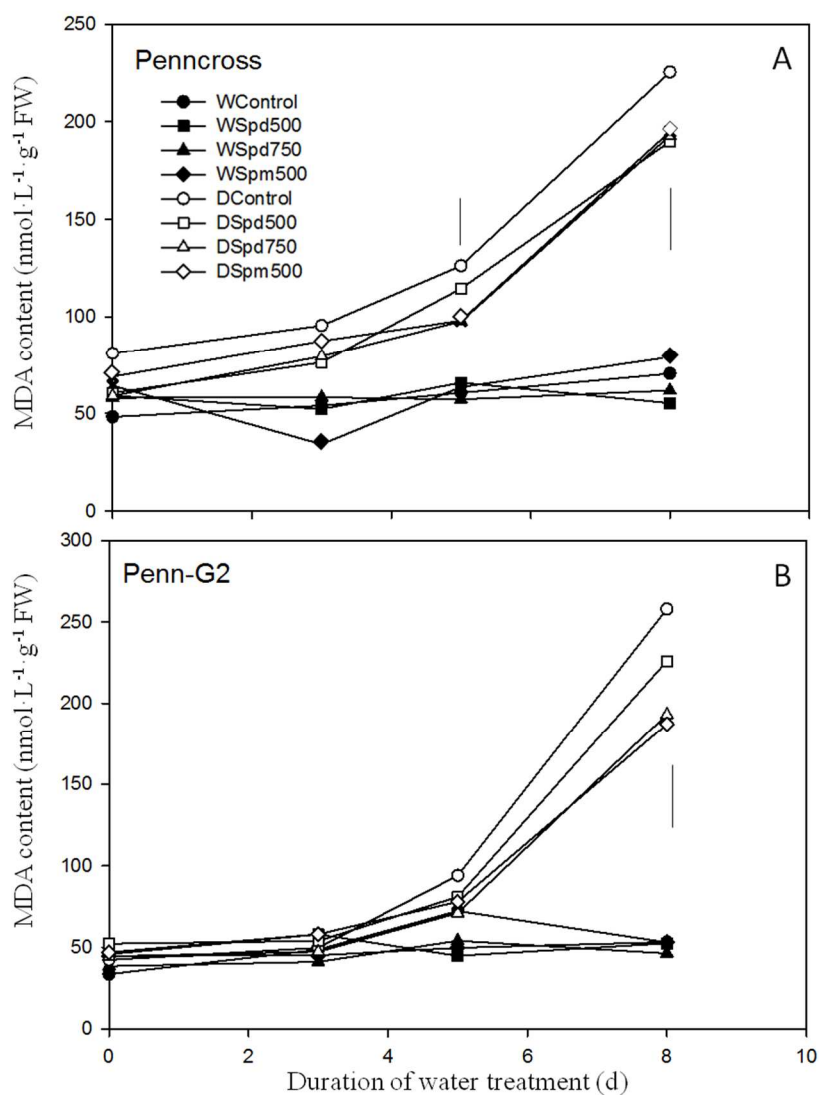 250
Penncross
A
WControl
200
WSpd500
WSpd750
WSpm500
DControl
150
DSpd500
DSpd750
DSpm500
100
50
0
MDA content (nmol·L⁻¹·g⁻¹ FW)
300
Penn-G2
B
250
200
150
100
50
0
MDA content (nmol·L⁻¹·g⁻¹ FW)
0 2 4 6 8 10
Duration of water treatment (d)